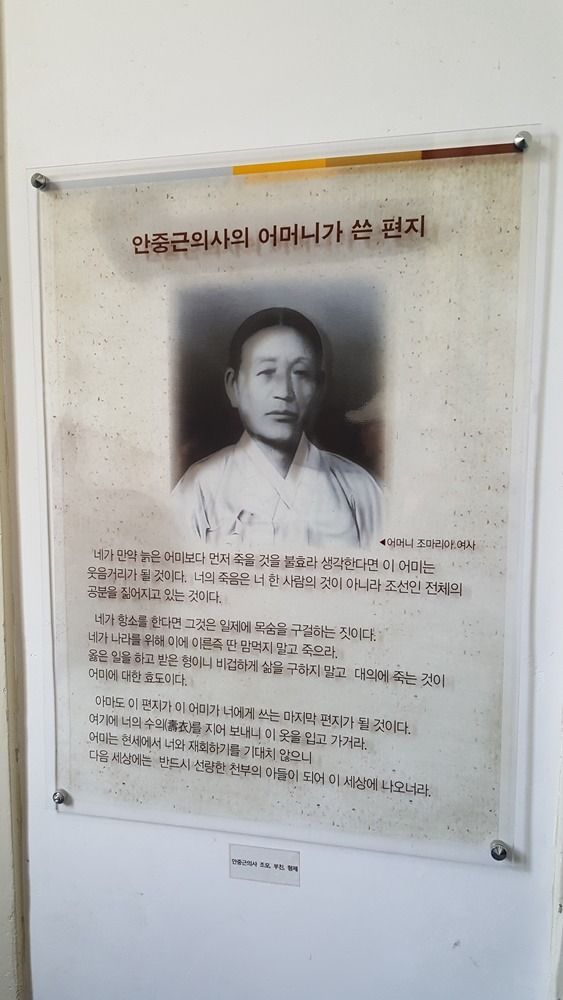 안중근의사의 어머니가 쓴 편지
◀어머니 조마리아 여사
네가 만약 늙은 어미보다 먼저 죽을 것을 불효라 생각한다면 이 어미는
웃음거리가 될 것이다. 너의 죽음은 너 한 사람의 것이 아니라 조선인 전체의
공분을 짊어지고 있는 것이다.
네가 항소를 한다면 그것은 일제에 목숨을 구걸하는 짓이다.
네가 나라를 위해 이에 이른즉 딴 맘먹지 말고 죽으라.
옳은 일을 하고 받은 형이니 비겁하게 삶을 구하지 말고 대의에 죽는 것이
어미에 대한 효도이다.
아마도 이 편지가 이 어미가 너에게 쓰는 마지막 편지가 될 것이다.
여기에 너의 수의(壽衣)를 지어 보내니 이 옷을 입고 가거라.
어미는 현세에서 너와 재회하기를 기대치 않으니
다음 세상에는 반드시 선량한 천부의 아들이 되어 이 세상에 나오너라.
안중근의사 조모, 부친, 형제